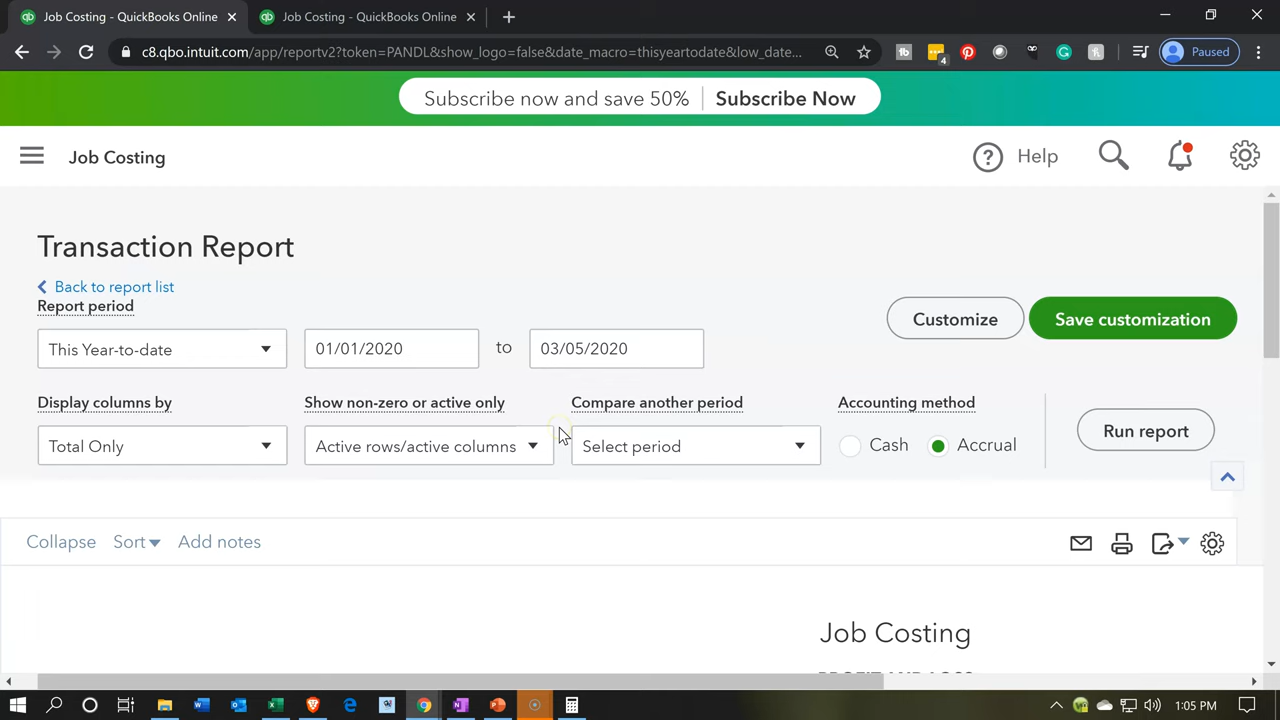 Job Costing - QuickBooks Online
Job Costing - QuickBooks Online
c8.qbo.intuit.com/app/reportv2?token=PANDL&show_logo=false&date_macro=thisyeartodate&low_date...
4
Paused
Subscribe now and save 50% | Subscribe Now
Job Costing
Help
Transaction Report
Back to report list
Report period
Customize
Save customization
This Year-to-date
01/01/2020
to
03/05/2020
Display columns by
Show non-zero or active only
Compare another period
Accounting method
Total Only
Active rows/active columns
Select period
Cash
Accrual
Run report
Collapse
Sort
Add notes
Job Costing
1:05 PM